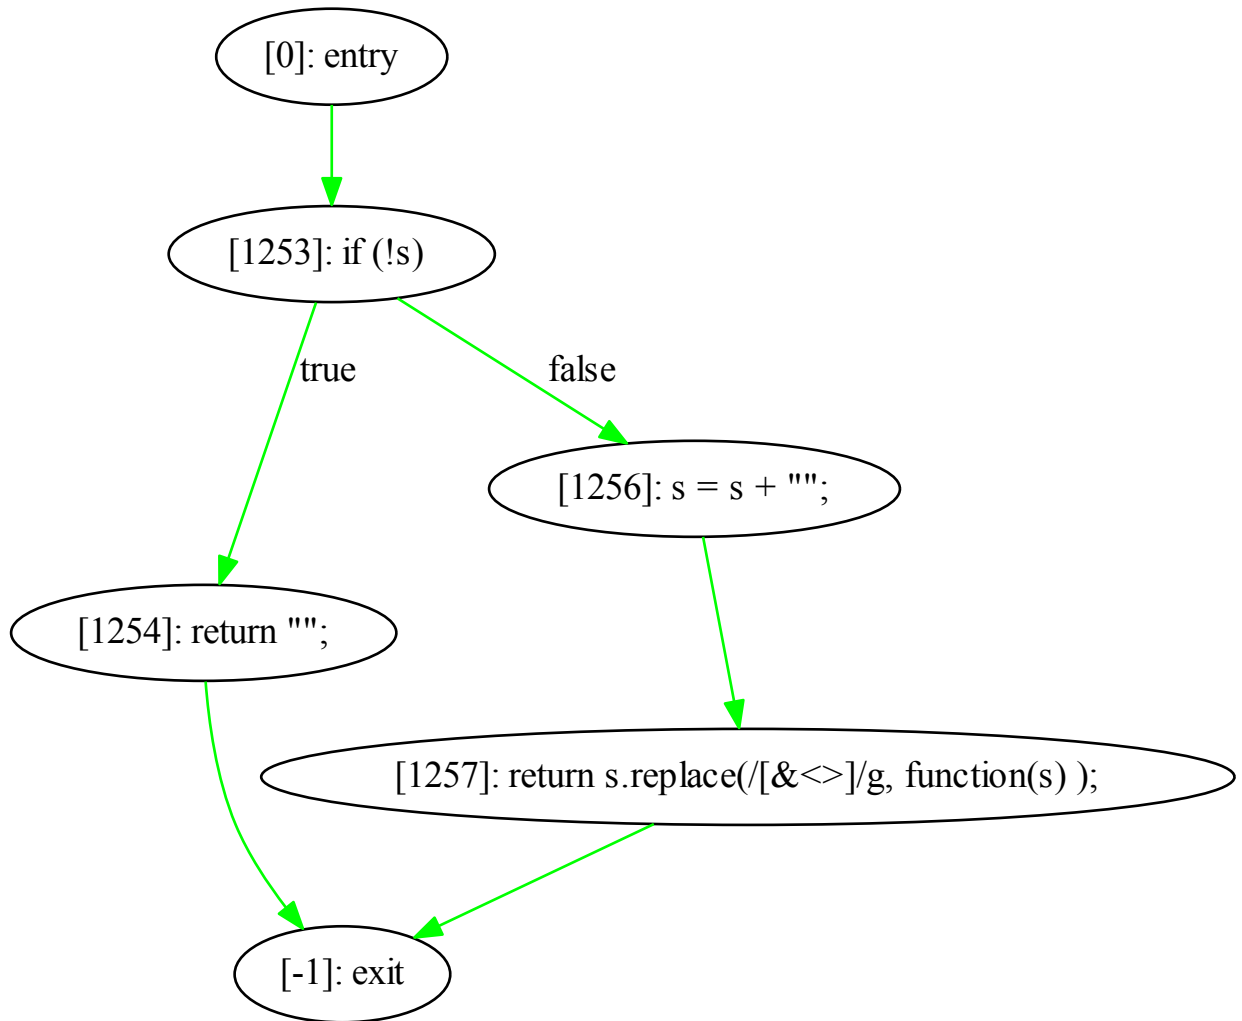 [0]: entry
[1253]: if (!s)
true
false
[1256]: s = s + "";
[1254]: return "";
[1257]: return s.replace(/[&<>]/g, function(s) );
[-1]: exit